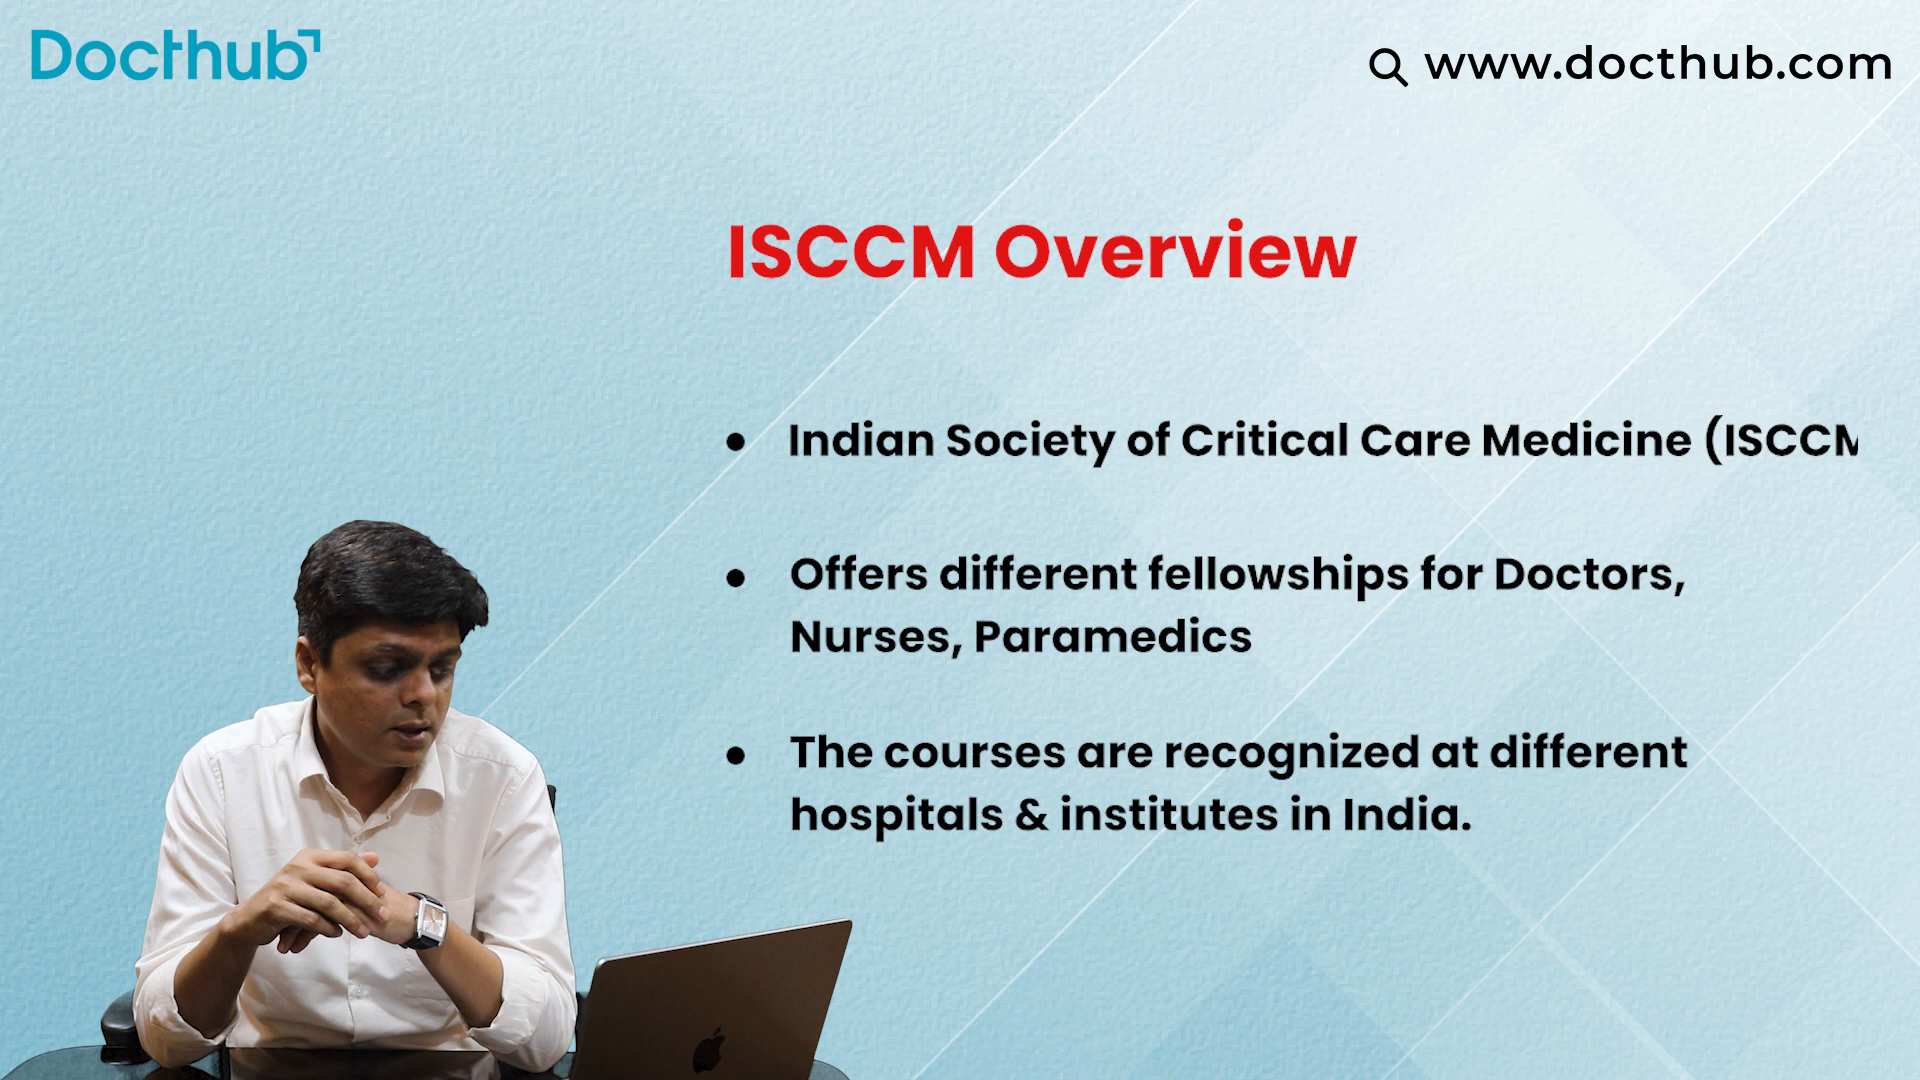 Docthub
www.docthub.com
ISCCM Overview
• Indian Society of Critical Care Medicine (ISCCM
• Offers different fellowships for Doctors,
Nurses, Paramedics
• The courses are recognized at different
hospitals & institutes in India.